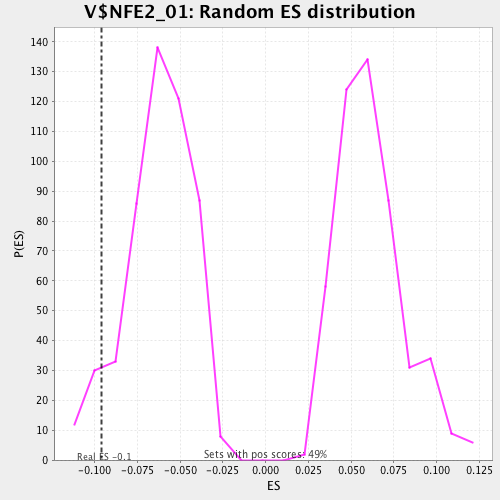 V$NFE2_01: Random ES distribution
P(ES)
140
130
120
110
100
90
80
70
60
50
40
30
20
10
0
Real ES -0.1
Sets with pos scores: 49%
-0.100 -0.075 -0.050 -0.025 0.000 0.025 0.050 0.075 0.100 0.125
ES